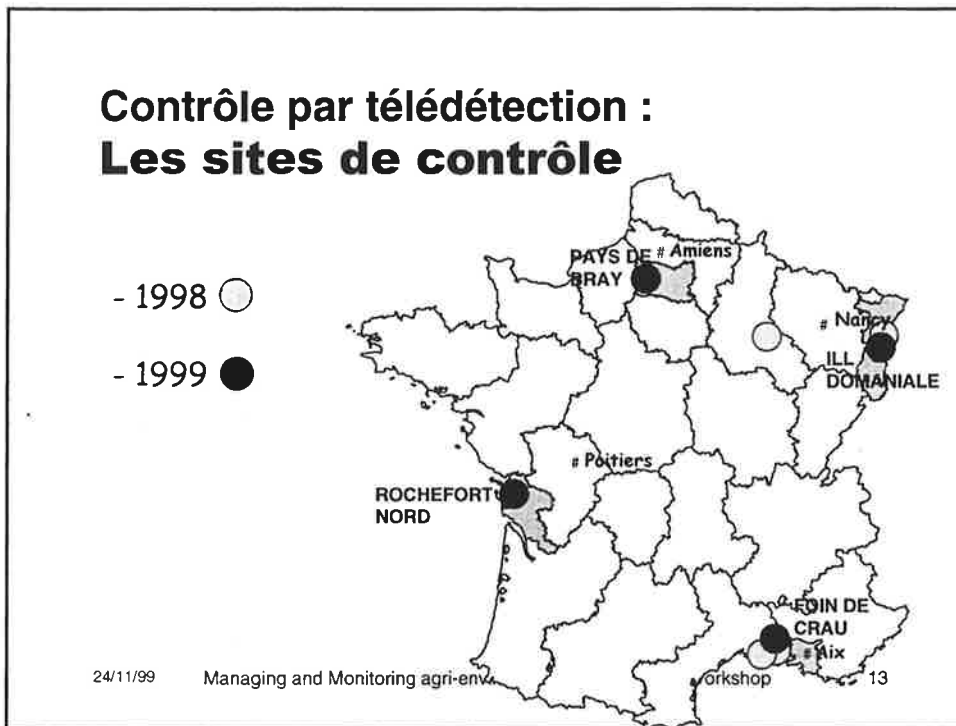 Contrôle par télédétection :
Les sites de contrôle
- 1998
- 1999
# Amiens
PAYS DE
BRAY
# Nancy
ILL
DOMANIALE
# Poitiers
ROCHEFORT
NORD
FOIN DE
CRAU
# Aix
24/11/99 Managing and Monitoring agri-env orkshop 13